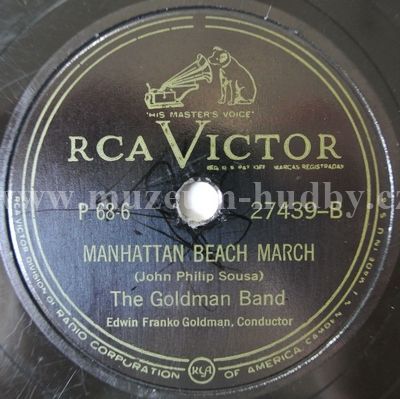 "HIS MASTER'S VOICE"
RCA VICTOR
REG. U. S. PAT. OFF. MARCAS REGISTRADAS
www.muzeum-hudby.cz
P-68-6
27439-B
MANHATTAN BEACH MARCH
(John Philip Sousa)
The Goldman Band
Edwin Franko Goldman, Conductor
RCA VICTOR DIVISION OF RADIO CORPORATION OF AMERICA, CAMDEN, N. J. MADE IN U.S.A.
RCA